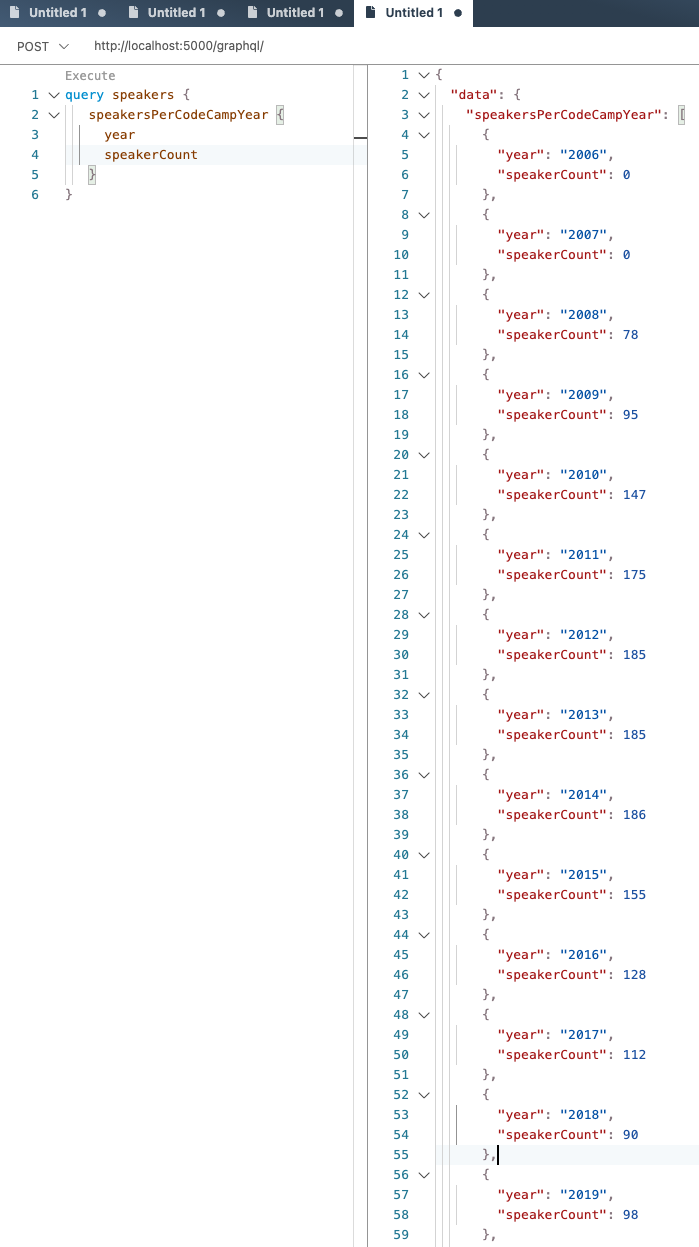 Untitled 1 Untitled 1 Untitled 1 Untitled 1
POST http://localhost:5000/graphql/
Execute
1 query speakers {
2 speakersPerCodeCampYear {
3 year
4 speakerCount
5 }
6 }
1 {
2 "data": {
3 "speakersPerCodeCampYear": [
4 {
5 "year": "2006",
6 "speakerCount": 0
7 },
8 {
9 "year": "2007",
10 "speakerCount": 0
11 },
12 {
13 "year": "2008",
14 "speakerCount": 78
15 },
16 {
17 "year": "2009",
18 "speakerCount": 95
19 },
20 {
21 "year": "2010",
22 "speakerCount": 147
23 },
24 {
25 "year": "2011",
26 "speakerCount": 175
27 },
28 {
29 "year": "2012",
30 "speakerCount": 185
31 },
32 {
33 "year": "2013",
34 "speakerCount": 185
35 },
36 {
37 "year": "2014",
38 "speakerCount": 186
39 },
40 {
41 "year": "2015",
42 "speakerCount": 155
43 },
44 {
45 "year": "2016",
46 "speakerCount": 128
47 },
48 {
49 "year": "2017",
50 "speakerCount": 112
51 },
52 {
53 "year": "2018",
54 "speakerCount": 90
55 },
56 {
57 "year": "2019",
58 "speakerCount": 98
59 },